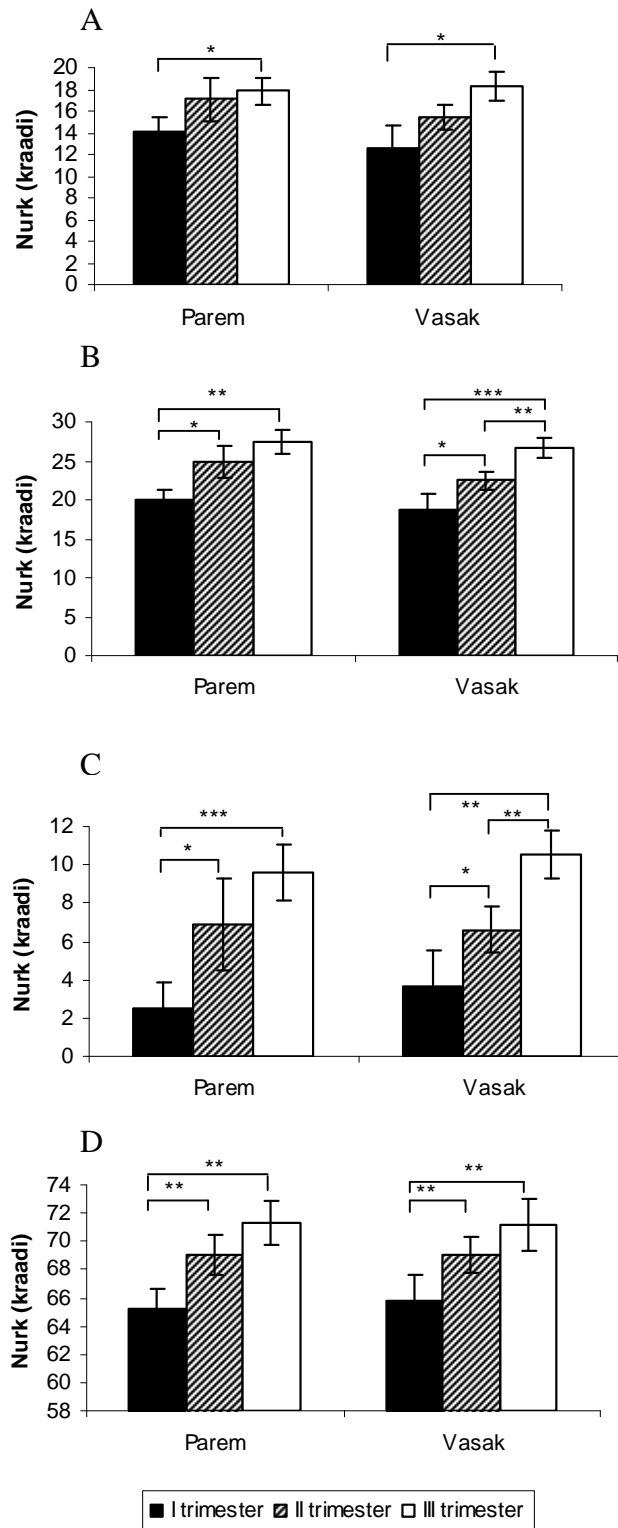 A
*
*
20
18
16
14
12
10
8
6
4
2
0
Nurk (kraadi)
Parem
Vasak
B
**
*
***
**
*
30
25
20
15
10
5
0
Nurk (kraadi)
Parem
Vasak
C
***
*
**
**
*
12
10
8
6
4
2
0
Nurk (kraadi)
Parem
Vasak
D
**
**
**
**
74
72
70
68
66
64
62
60
58
Nurk (kraadi)
Parem
Vasak
I trimester II trimester III trimester